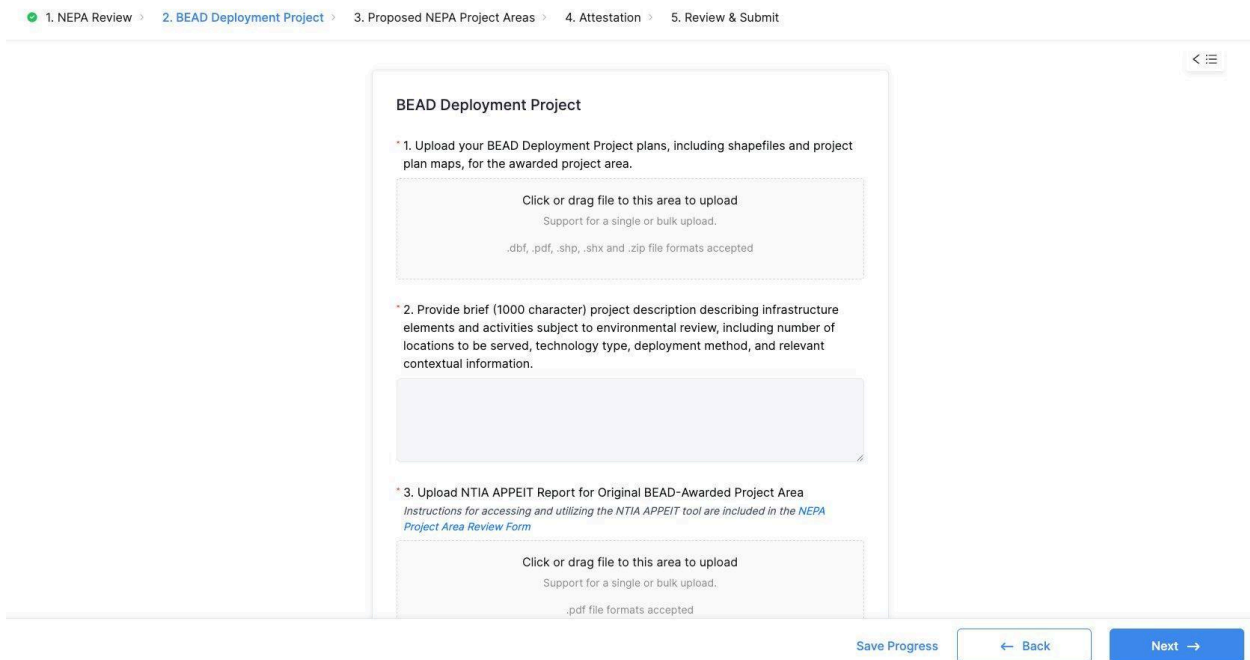 1. NEPA Review > 2. BEAD Deployment Project > 3. Proposed NEPA Project Areas > 4. Attestation > 5. Review & Submit
BEAD Deployment Project
* 1. Upload your BEAD Deployment Project plans, including shapefiles and project
plan maps, for the awarded project area.
Click or drag file to this area to upload
Support for a single or bulk upload.
.dbf, .pdf, .shp, .shx and .zip file formats accepted
* 2. Provide brief (1000 character) project description describing infrastructure
elements and activities subject to environmental review, including number of
locations to be served, technology type, deployment method, and relevant
contextual information.
* 3. Upload NTIA APPEIT Report for Original BEAD-Awarded Project Area
Instructions for accessing and utilizing the NTIA APPEIT tool are included in the NEPA
Project Area Review Form
Click or drag file to this area to upload
Support for a single or bulk upload.
.pdf file formats accepted
Save Progress ← Back Next →